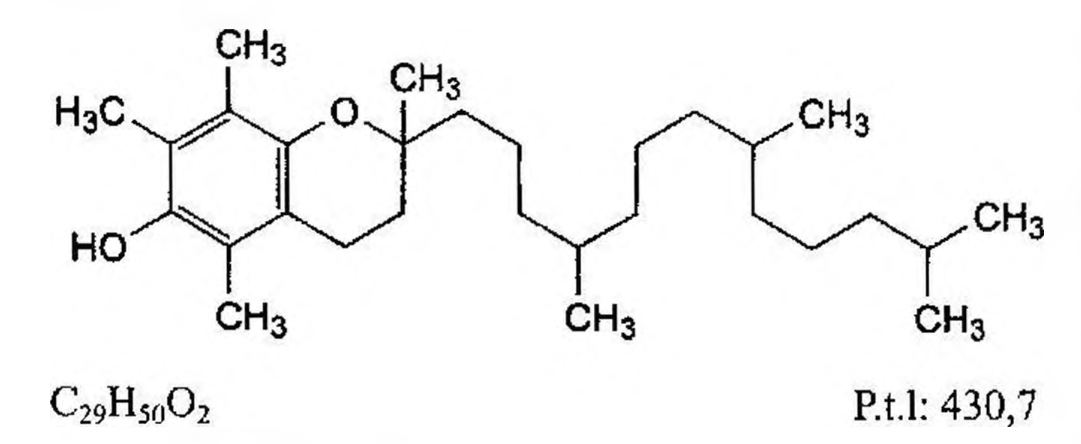 CH₃
CH₃
H₃C
O
CH₃
HO
CH₃
CH₃
CH₃
CH₃
C₂₉H₅₀O₂ P.t.l: 430,7